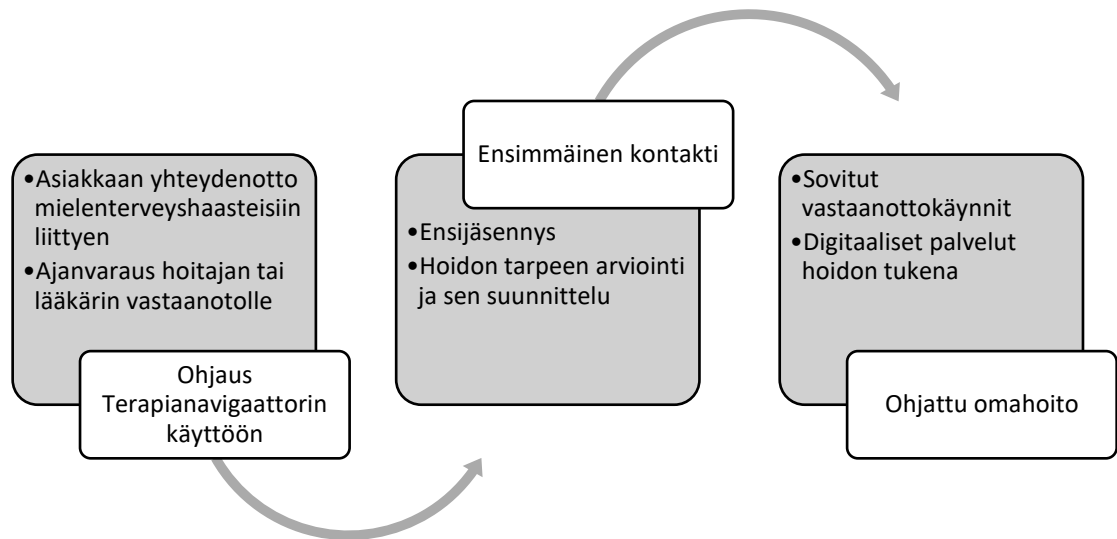 •Asiakkaan yhteydenotto
mielenterveyshaasteisiin
liittyen
•Ajanvaraus hoitajan tai
lääkärin vastaanotolle
Ohjaus
Terapianavigaattorin
käyttöön
Ensimmäinen kontakti
•Ensijäsennys
•Hoidon tarpeen arviointi
ja sen suunnittelu
•Sovitut
vastaanottokäynnit
•Digitaaliset palvelut
hoidon tukena
Ohjattu omahoito